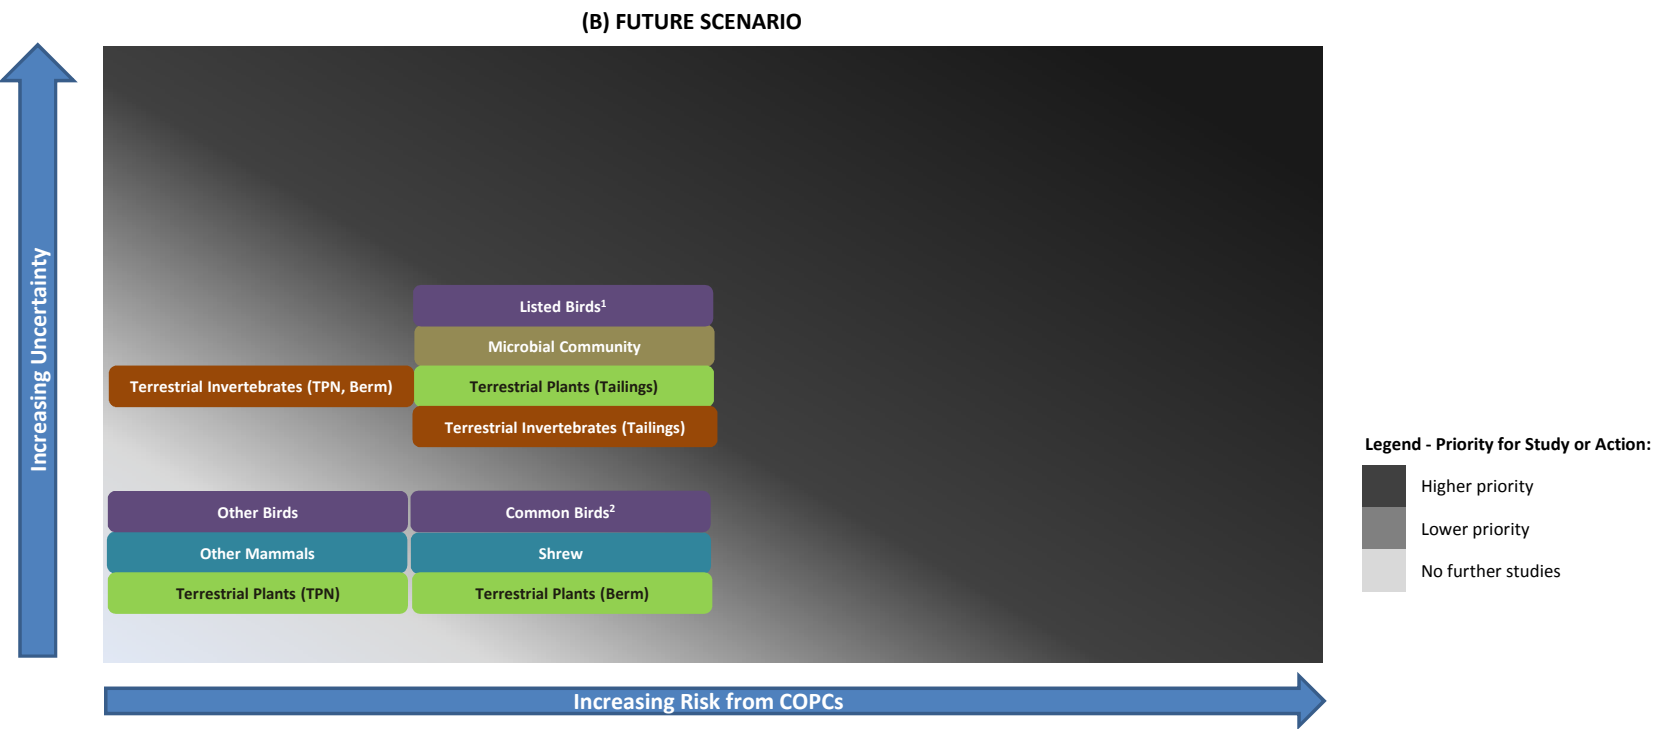 (B) FUTURE SCENARIO
Increasing Uncertainty
Listed Birds¹
Microbial Community
Terrestrial Invertebrates (TPN, Berm)
Terrestrial Plants (Tailings)
Terrestrial Invertebrates (Tailings)
Other Birds
Common Birds²
Other Mammals
Shrew
Terrestrial Plants (TPN)
Terrestrial Plants (Berm)
Increasing Risk from COPCs
Legend - Priority for Study or Action:
Higher priority
Lower priority
No further studies